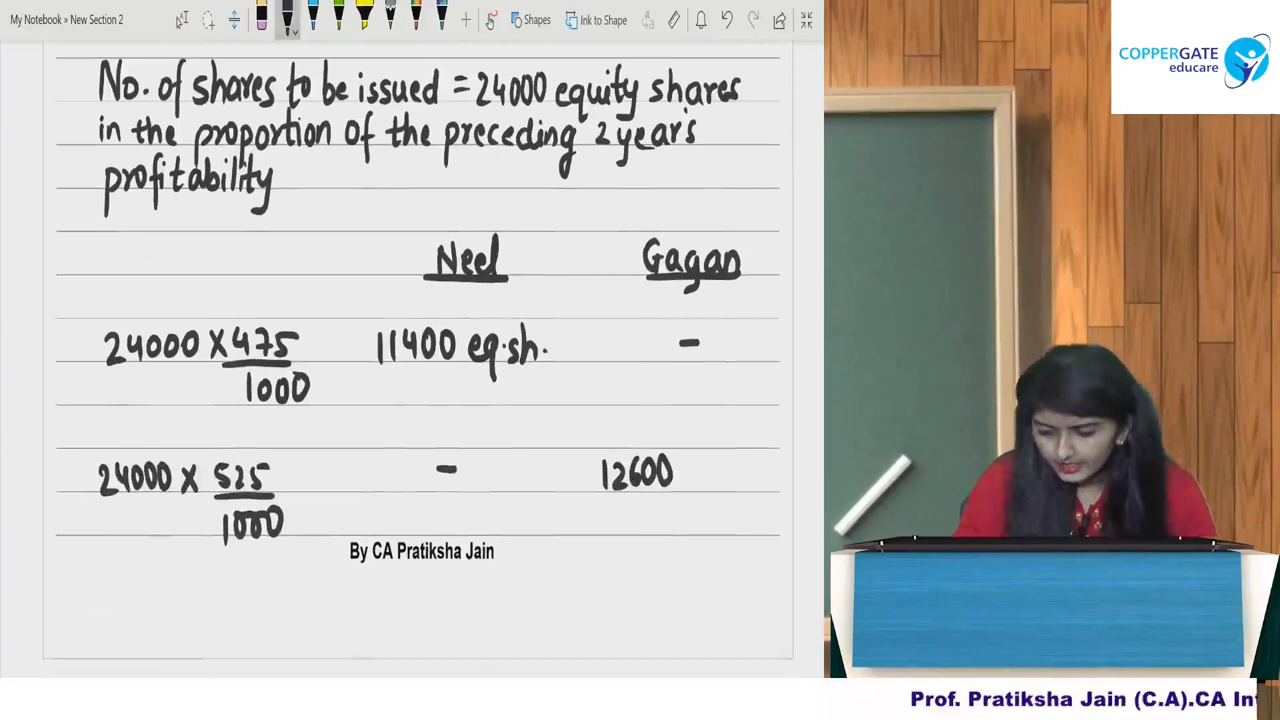 My Notebook » New Section 2
Shapes
Ink to Shape
COPPERGATE
educare
No. of shares to be issued = 24000 equity shares
in the proportion of the preceding 2 year's
profitability
Neel Gagan
24000 × 475/1000 11400 eq.sh. -
24000 × 525/1000 - 12600
By CA Pratiksha Jain
Prof. Pratiksha Jain (C.A).CA Int